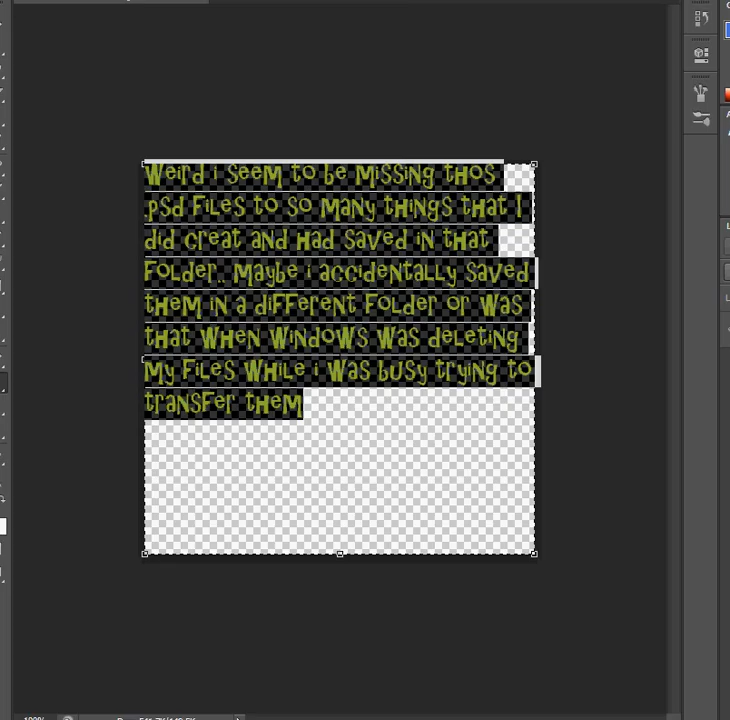 Weird i seem to be missing thos
.psd files to so many things that I
did creat and had saved in that
folder.. Maybe i accidentally saved
them in a different folder or was
that when windows was deleting
my files while i was busy trying to
transfer them